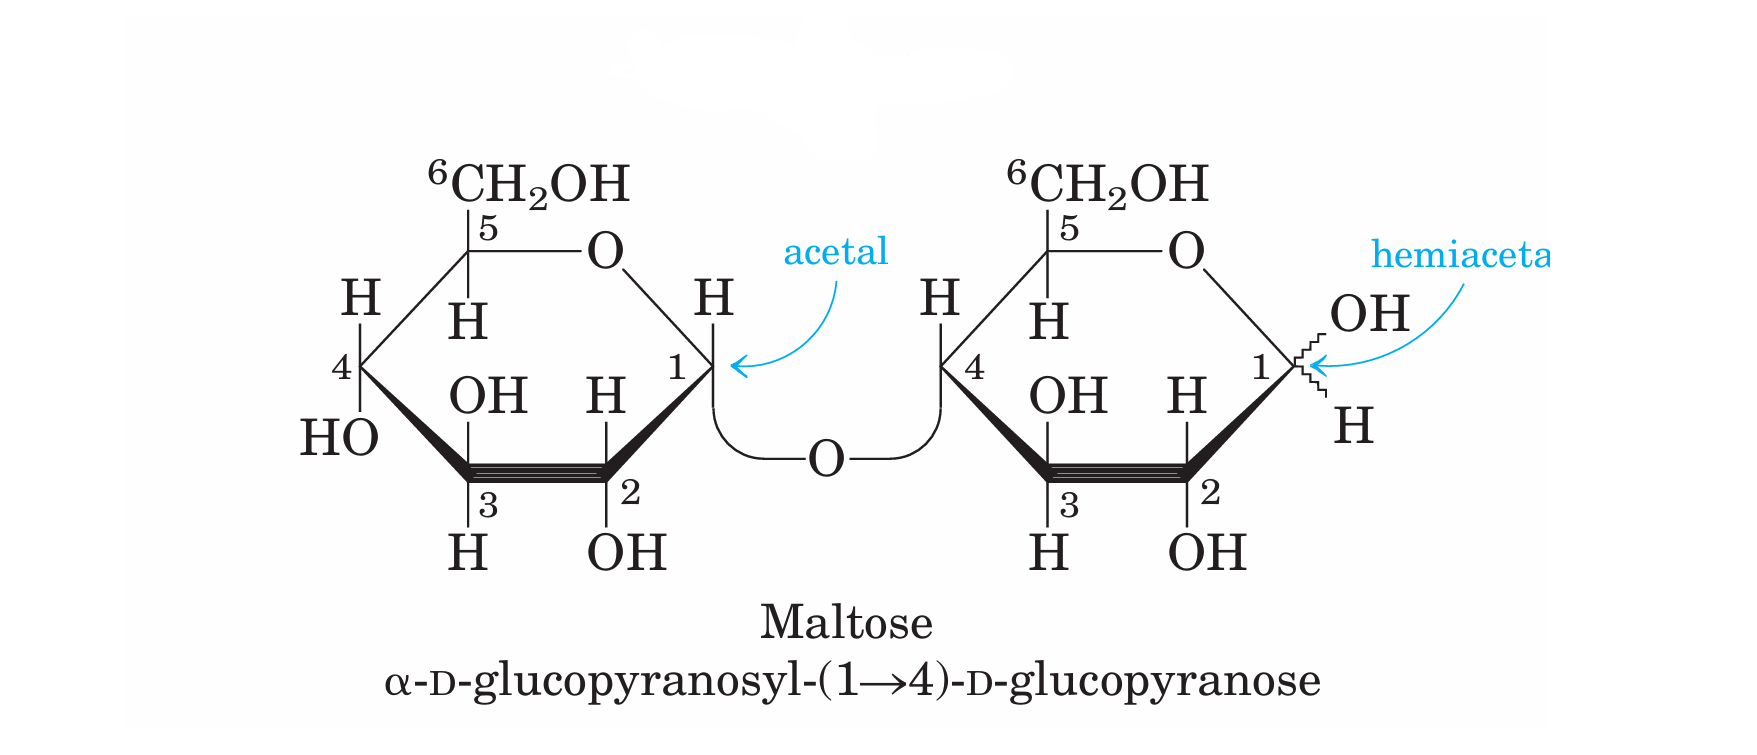 ⁶CH₂OH ⁶CH₂OH
5 O 5 O
acetal hemiaceta
H H H H H OH
4 OH H 1 4 OH H 1
HO O H
3 2 3 2
H OH H OH
Maltose
α-D-glucopyranosyl-(1→4)-D-glucopyranose